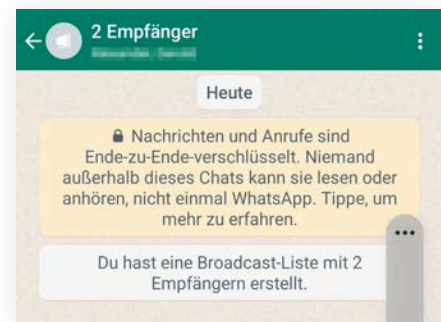 2 Empfänger
Heute
Nachrichten und Anrufe sind
Ende-zu-Ende-verschlüsselt. Niemand
außerhalb dieses Chats kann sie lesen oder
anhören, nicht einmal WhatsApp. Tippe, um
mehr zu erfahren.
Du hast eine Broadcast-Liste mit 2
Empfängern erstellt.